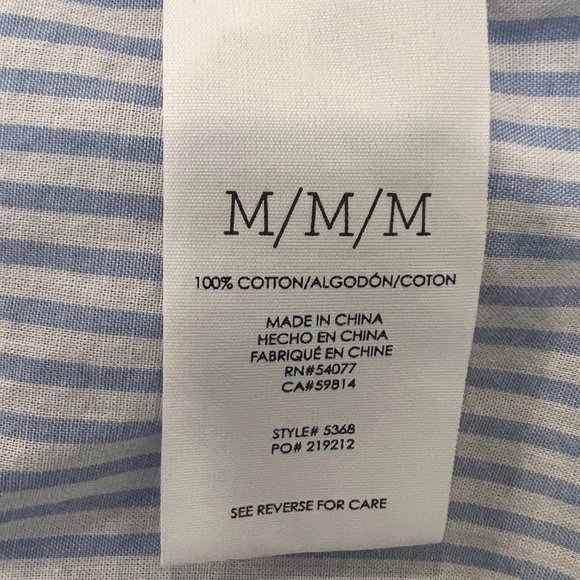 M/M/M
100% COTTON/ALGODÓN/COTON
MADE IN CHINA
HECHO EN CHINA
FABRIQUÉ EN CHINE
RN#54077
CA#59814
STYLE# 5368
PO# 219212
SEE REVERSE FOR CARE